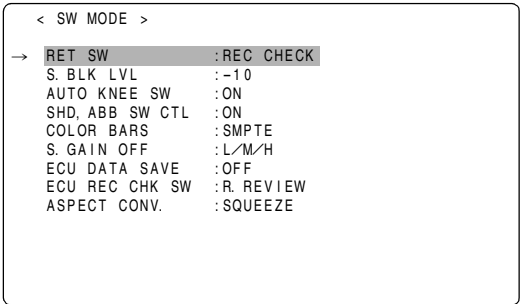 < SW MODE >
→ RET SW :REC CHECK
S. BLK LVL :−10
AUTO KNEE SW :ON
SHD, ABB SW CTL :ON
COLOR BARS :SMPTE
S. GAIN OFF :L/M/H
ECU DATA SAVE :OFF
ECU REC CHK SW :R. REVIEW
ASPECT CONV. :SQUEEZE